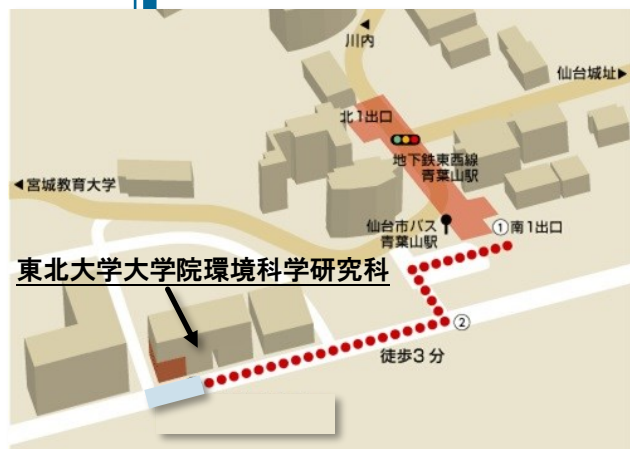 ▲
川内
仙台城址▶
北1出口
地下鉄東西線
青葉山駅
◀宮城教育大学
仙台市バス
青葉山駅
①南1出口
東北大学大学院環境科学研究科
②
徒歩3分